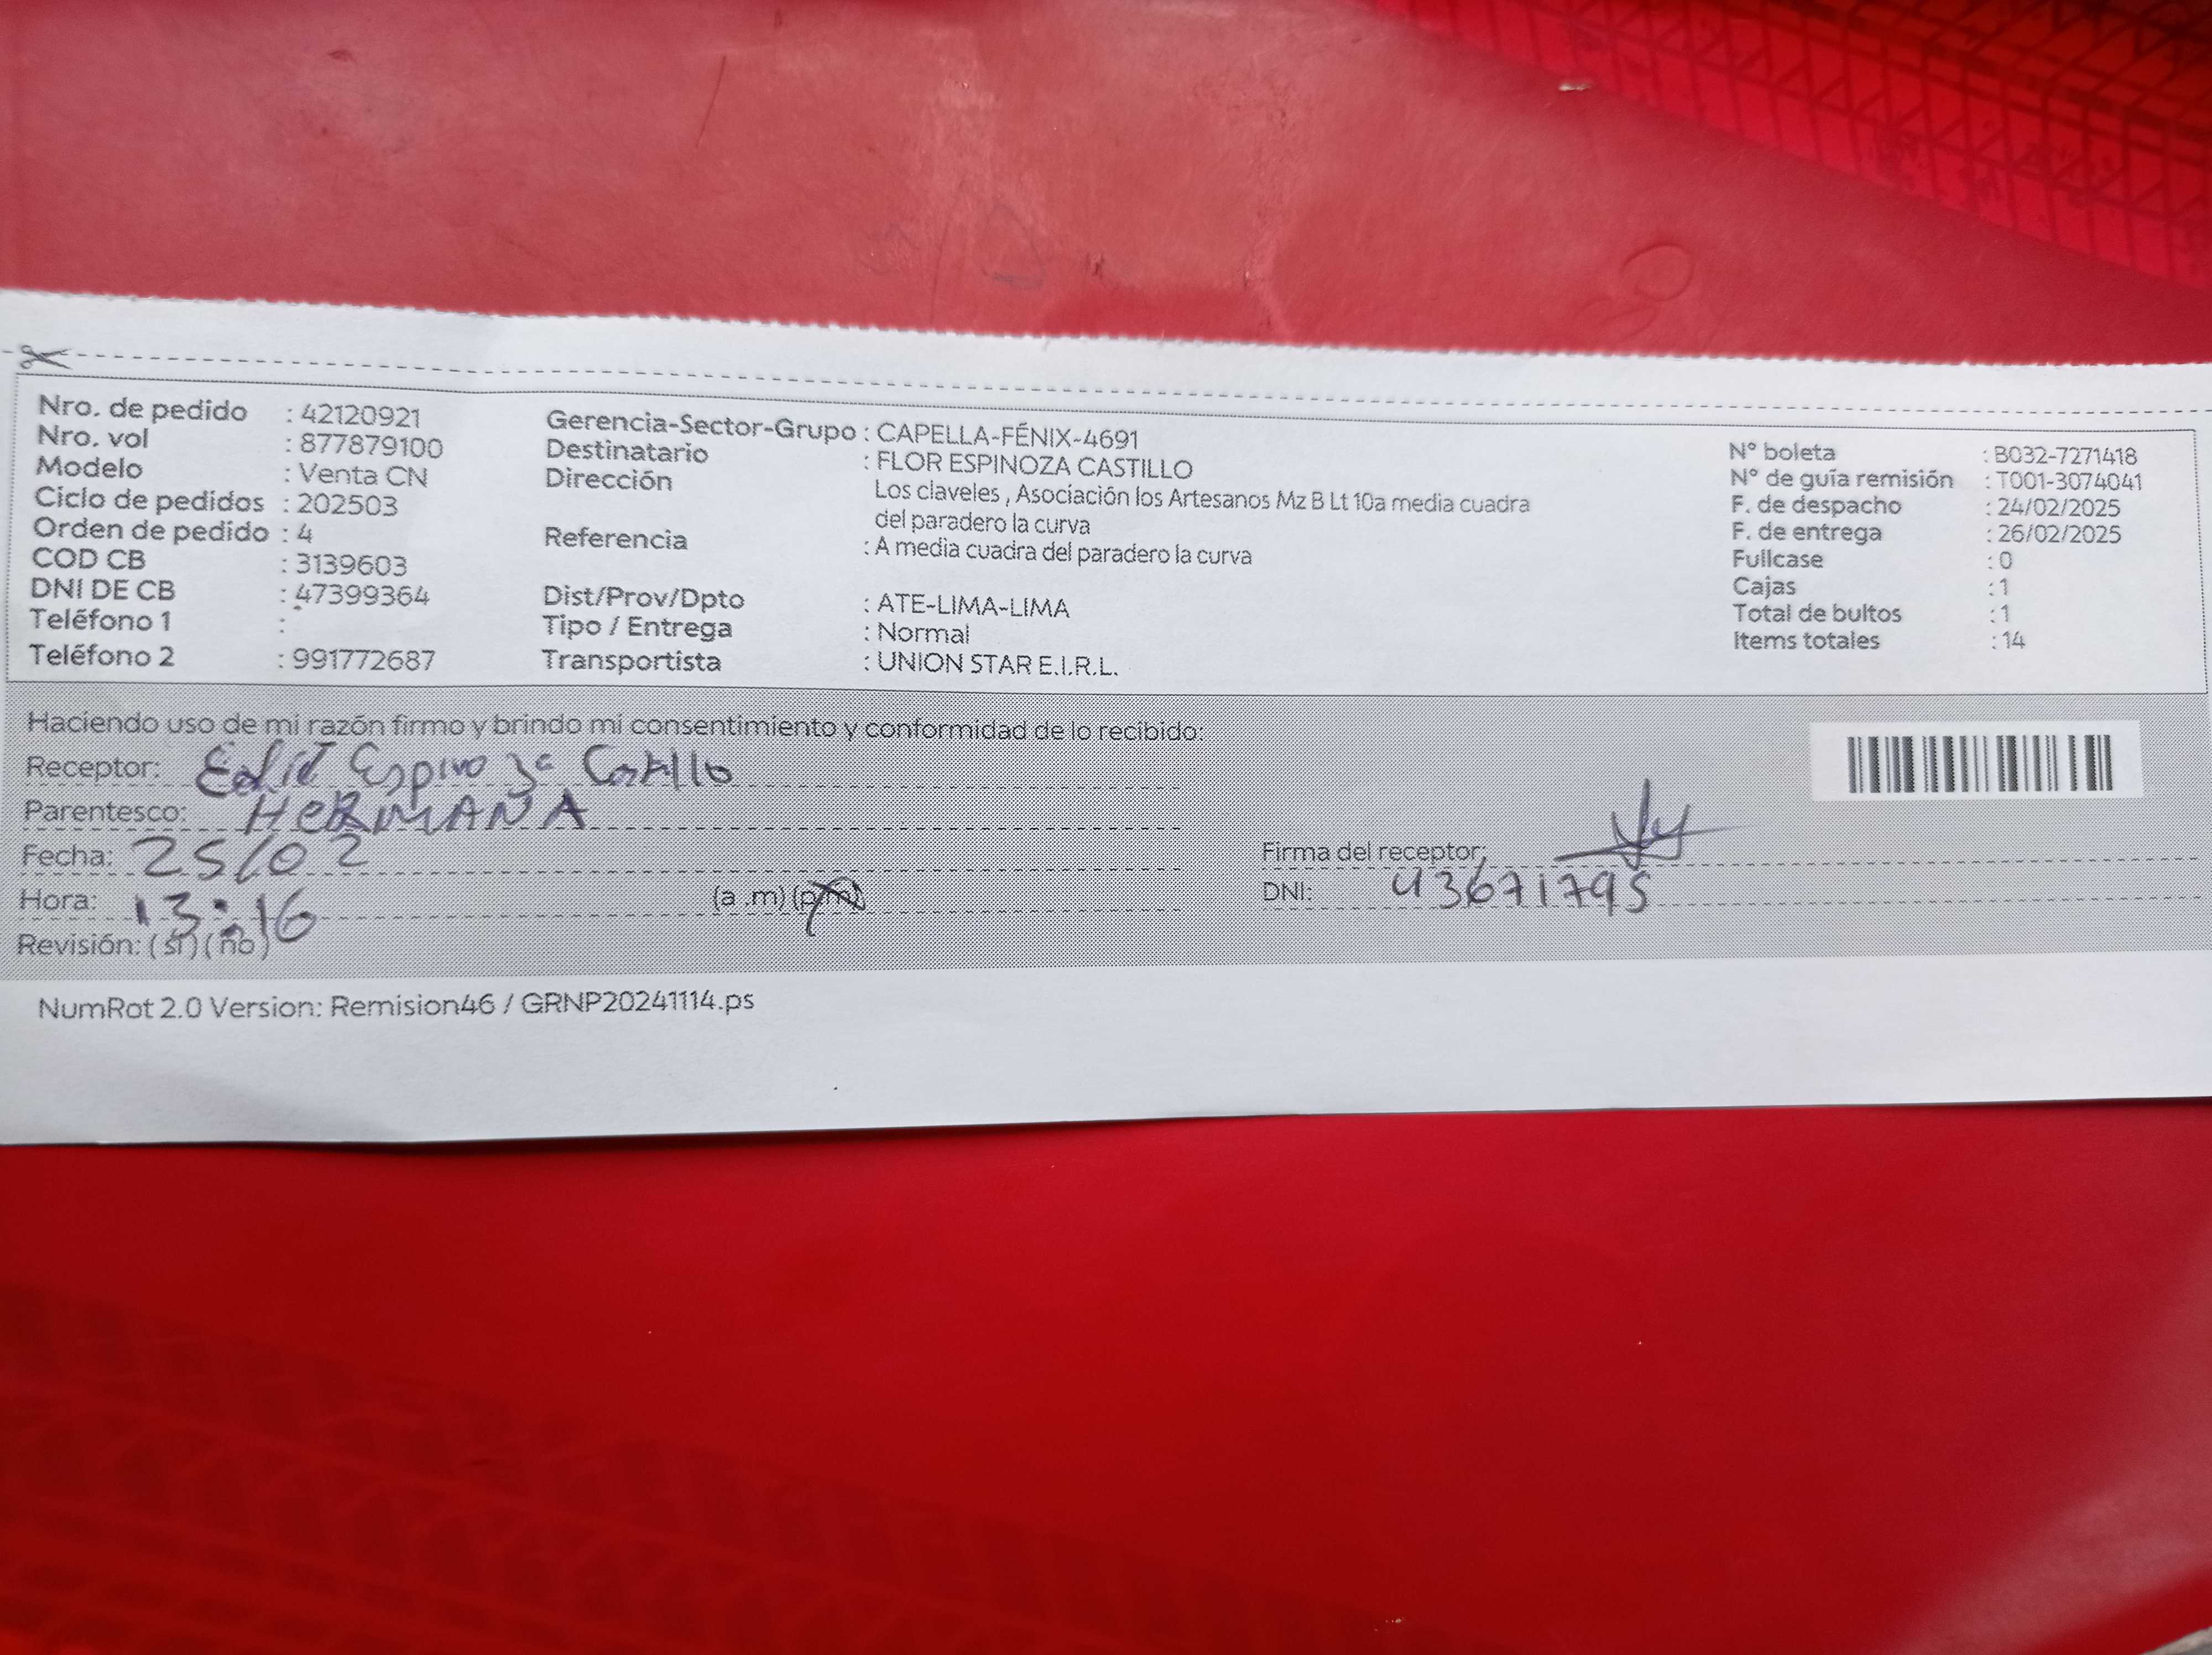 Nro. de pedido : 42120921
Nro. vol : 877879100
Modelo : Venta CN
Ciclo de pedidos : 202503
Orden de pedido : 4
COD CB : 3139603
DNI DE CB : 47399364
Teléfono 1 :
Teléfono 2 : 991772687
Gerencia-Sector-Grupo : CAPELLA-FÉNIX-4691
Destinatario : FLOR ESPINOZA CASTILLO
Dirección Los claveles , Asociación los Artesanos Mz B Lt 10a media cuadra
del paradero la curva
Referencia : A media cuadra del paradero la curva
Dist/Prov/Dpto : ATE-LIMA-LIMA
Tipo / Entrega : Normal
Transportista : UNION STAR E.I.R.L.
N° boleta : B032-7271418
N° de guía remisión : T001-3074041
F. de despacho : 24/02/2025
F. de entrega : 26/02/2025
Fullcase : 0
Cajas : 1
Total de bultos : 1
Items totales : 14
Haciendo uso de mi razón firmo y brindo mi consentimiento y conformidad de lo recibido:
Receptor: Edid Espinoza Castillo
Parentesco: HERMANA
Fecha: 25/02
Hora: 13:16 (a .m) (p.m)
Revisión: ( si ) ( no )
Firma del receptor:
DNI: 43671795
NumRot 2.0 Version: Remision46 / GRNP20241114.ps